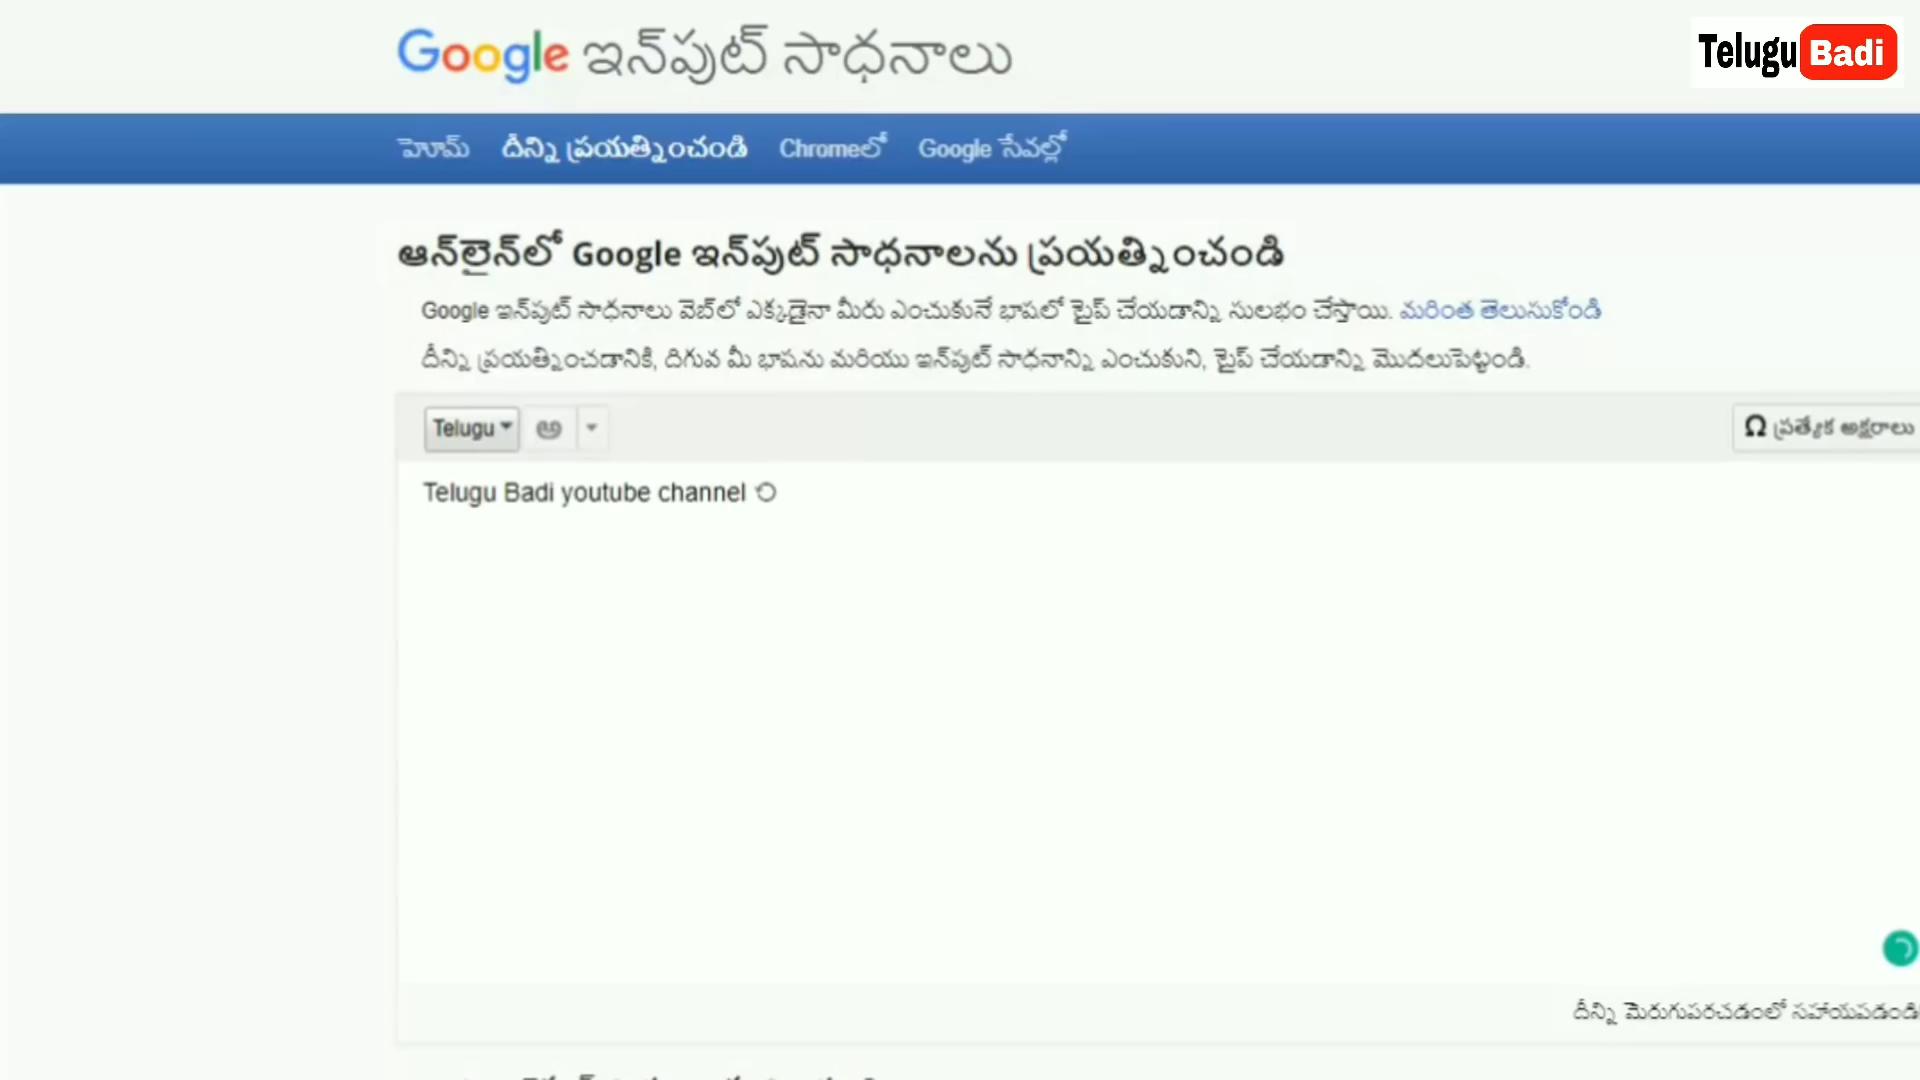 Google ఇన్‌పుట్ సాధనాలు
Telugu Badi
హెూమ్ దీన్ని ప్రయత్నించండి Chromeలో Google సేవల్లో
ఆన్‌లైన్‌లో Google ఇన్‌పుట్ సాధనాలను ప్రయత్నించండి
Google ఇన్‌పుట్ సాధనాలు వెబ్‌లో ఎక్కడైనా మీరు ఎంచుకునే భాషలో టైప్ చేయడాన్ని సులభం చేస్తాయి. మరింత తెలుసుకోండి
దీన్ని ప్రయత్నించడానికి, దిగువ మీ భాషను మరియు ఇన్‌పుట్ సాధనాన్ని ఎంచుకుని, టైప్ చేయడాన్ని మొదలుపెట్టండి.
Telugu అ Ω ప్రత్యేక అక్షరాలు
Telugu Badi youtube channel
దీన్ని మెరుగుపరచడంలో సహాయపడండి